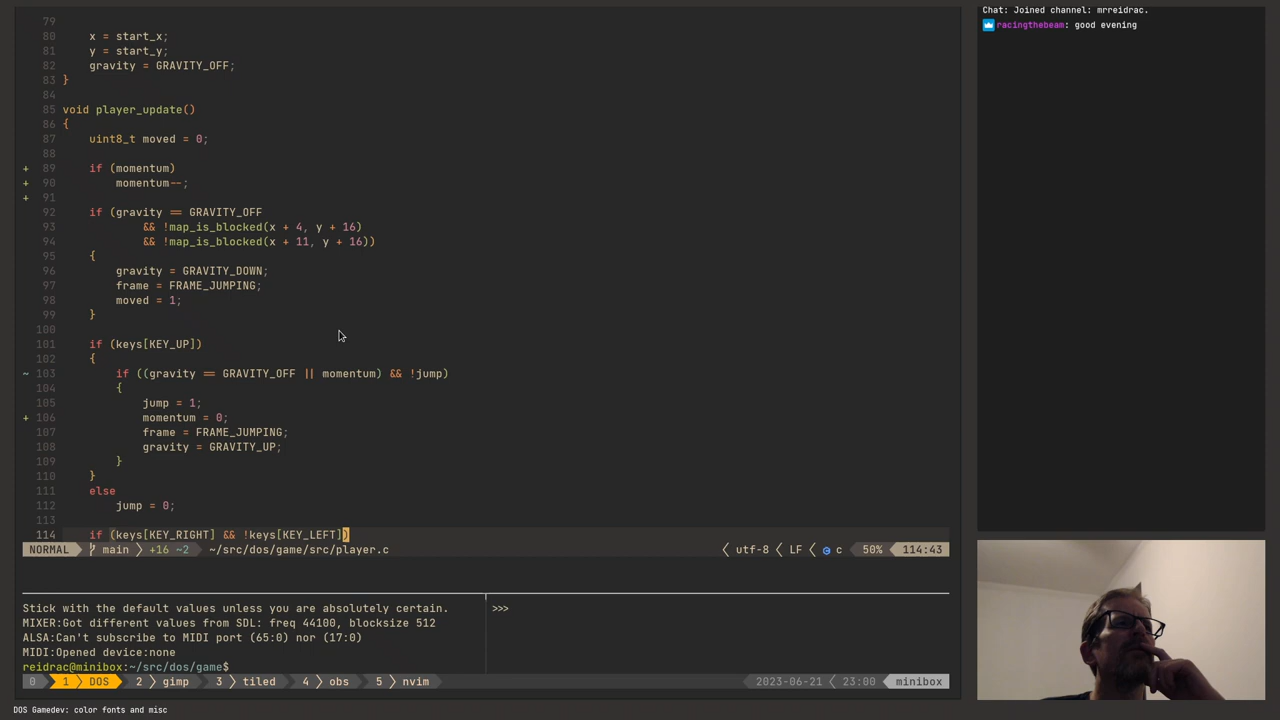 79
80 x = start_x;
81 y = start_y;
82 gravity = GRAVITY_OFF;
83 }
84
85 void player_update()
86 {
87 uint8_t moved = 0;
88
+ 89 if (momentum)
+ 90 momentum--;
+ 91
92 if (gravity == GRAVITY_OFF
93 && !map_is_blocked(x + 4, y + 16)
94 && !map_is_blocked(x + 11, y + 16))
95 {
96 gravity = GRAVITY_DOWN;
97 frame = FRAME_JUMPING;
98 moved = 1;
99 }
100
101 if (keys[KEY_UP])
102 {
~ 103 if ((gravity == GRAVITY_OFF || momentum) && !jump)
104 {
105 jump = 1;
+ 106 momentum = 0;
107 frame = FRAME_JUMPING;
108 gravity = GRAVITY_UP;
109 }
110 }
111 else
112 jump = 0;
113
114 if (keys[KEY_RIGHT] && !keys[KEY_LEFT])
NORMAL main +16 ~2 ~/src/dos/game/src/player.c utf-8 LF c 50% 114:43
Stick with the default values unless you are absolutely certain.
MIXER:Got different values from SDL: freq 44100, blocksize 512
ALSA:Can't subscribe to MIDI port (65:0) nor (17:0)
MIDI:Opened device:none
reidrac@minibox:~/src/dos/game$
>>>
0 1 DOS 2 gimp 3 tiled 4 obs 5 nvim 2023-06-21 23:00 minibox
DOS Gamedev: color fonts and misc
Chat: Joined channel: mrreidrac.
racingthebeam: good evening